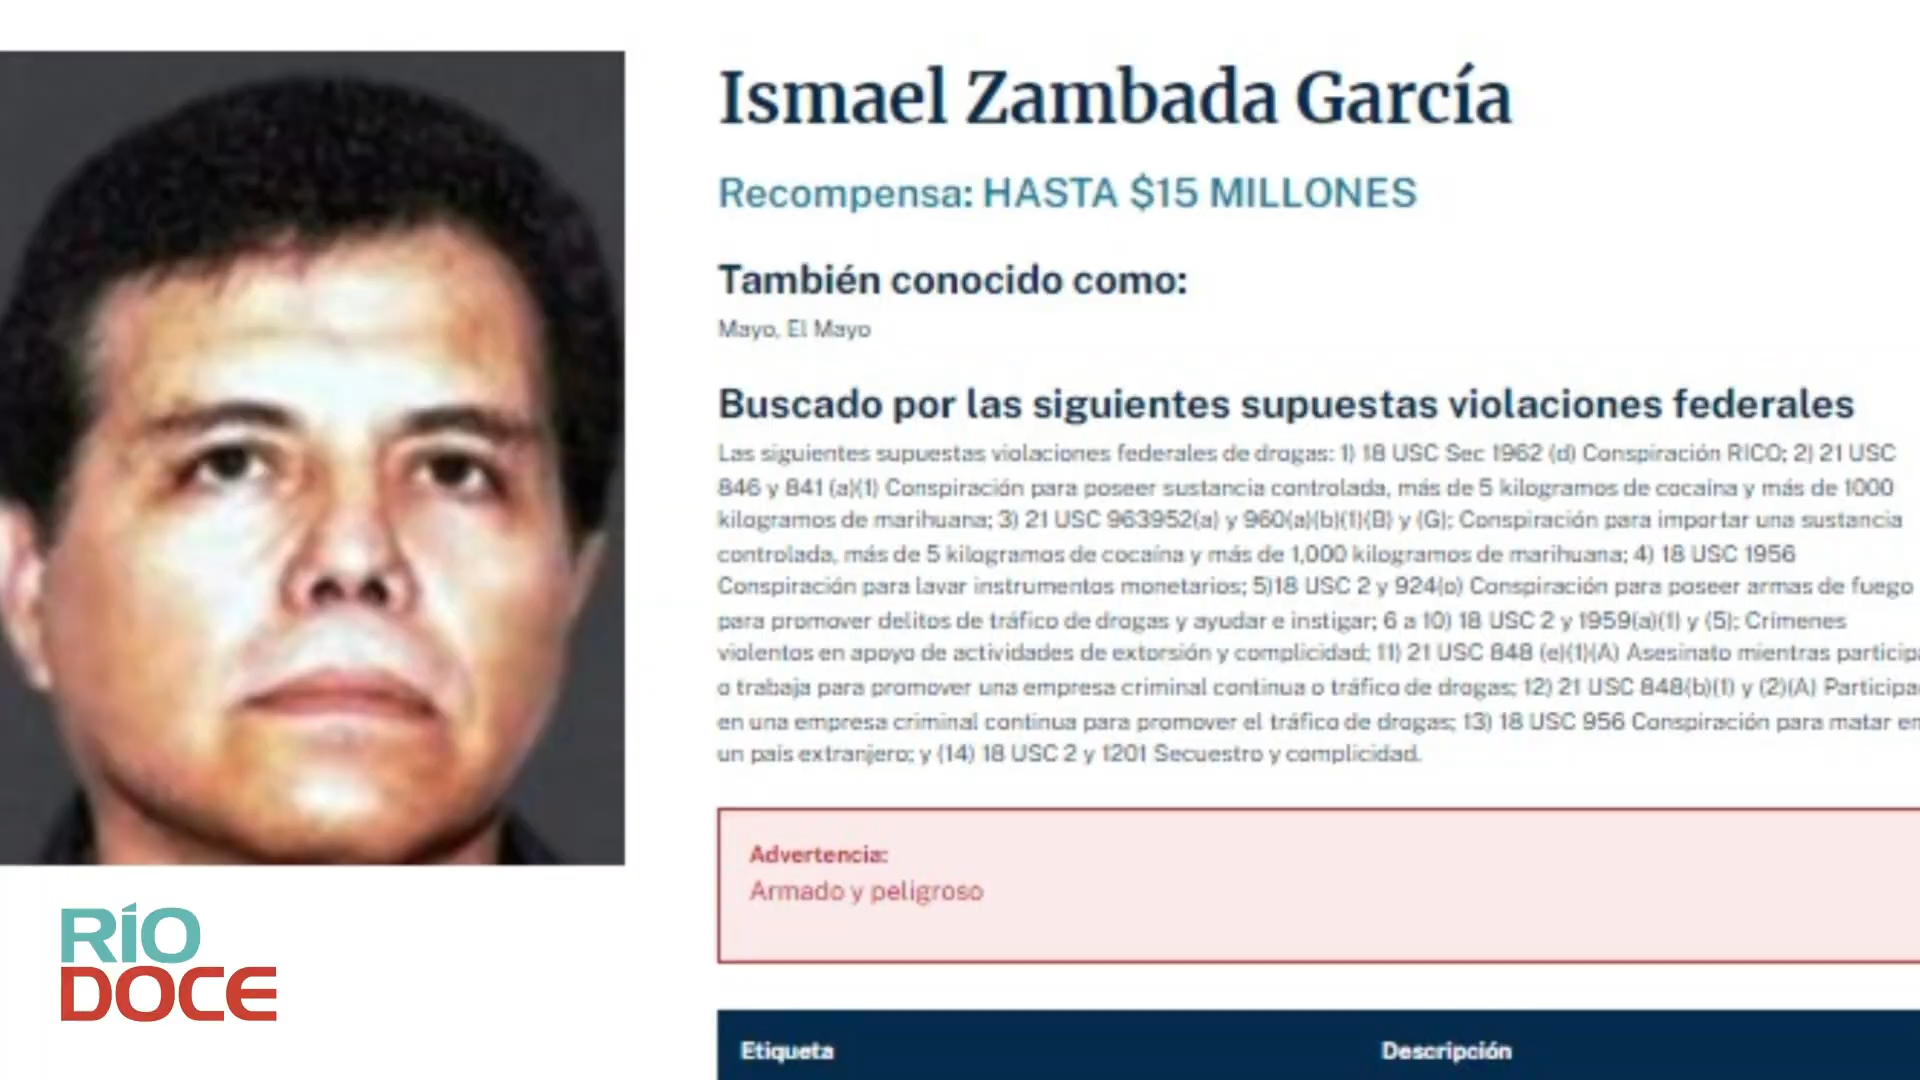 Ismael Zambada García
Recompensa: HASTA $15 MILLONES
También conocido como:
Mayo, El Mayo
Buscado por las siguientes supuestas violaciones federales
Las siguientes supuestas violaciones federales de drogas: 1) 18 USC Sec 1962 (d) Conspiración RICO; 2) 21 USC
846 y 841 (a)(1) Conspiración para poseer sustancia controlada, más de 5 kilogramos de cocaína y más de 1000
kilogramos de marihuana; 3) 21 USC 963952(a) y 960(a)(b)(1)(B) y (G); Conspiración para importar una sustancia
controlada, más de 5 kilogramos de cocaína y más de 1,000 kilogramos de marihuana; 4) 18 USC 1956
Conspiración para lavar instrumentos monetarios; 5)18 USC 2 y 924(o) Conspiración para poseer armas de fuego
para promover delitos de tráfico de drogas y ayudar e instigar; 6 a 10) 18 USC 2 y 1959(a)(1) y (5); Crímenes
violentos en apoyo de actividades de extorsión y complicidad; 11) 21 USC 848 (e)(1)(A) Asesinato mientras participa
o trabaja para promover una empresa criminal continua o tráfico de drogas; 12) 21 USC 848(b)(1) y (2)(A) Participa
en una empresa criminal continua para promover el tráfico de drogas; 13) 18 USC 956 Conspiración para matar en
un país extranjero; y (14) 18 USC 2 y 1201 Secuestro y complicidad.
Advertencia:
Armado y peligroso
Etiqueta Descripción
RÍO
DOCE